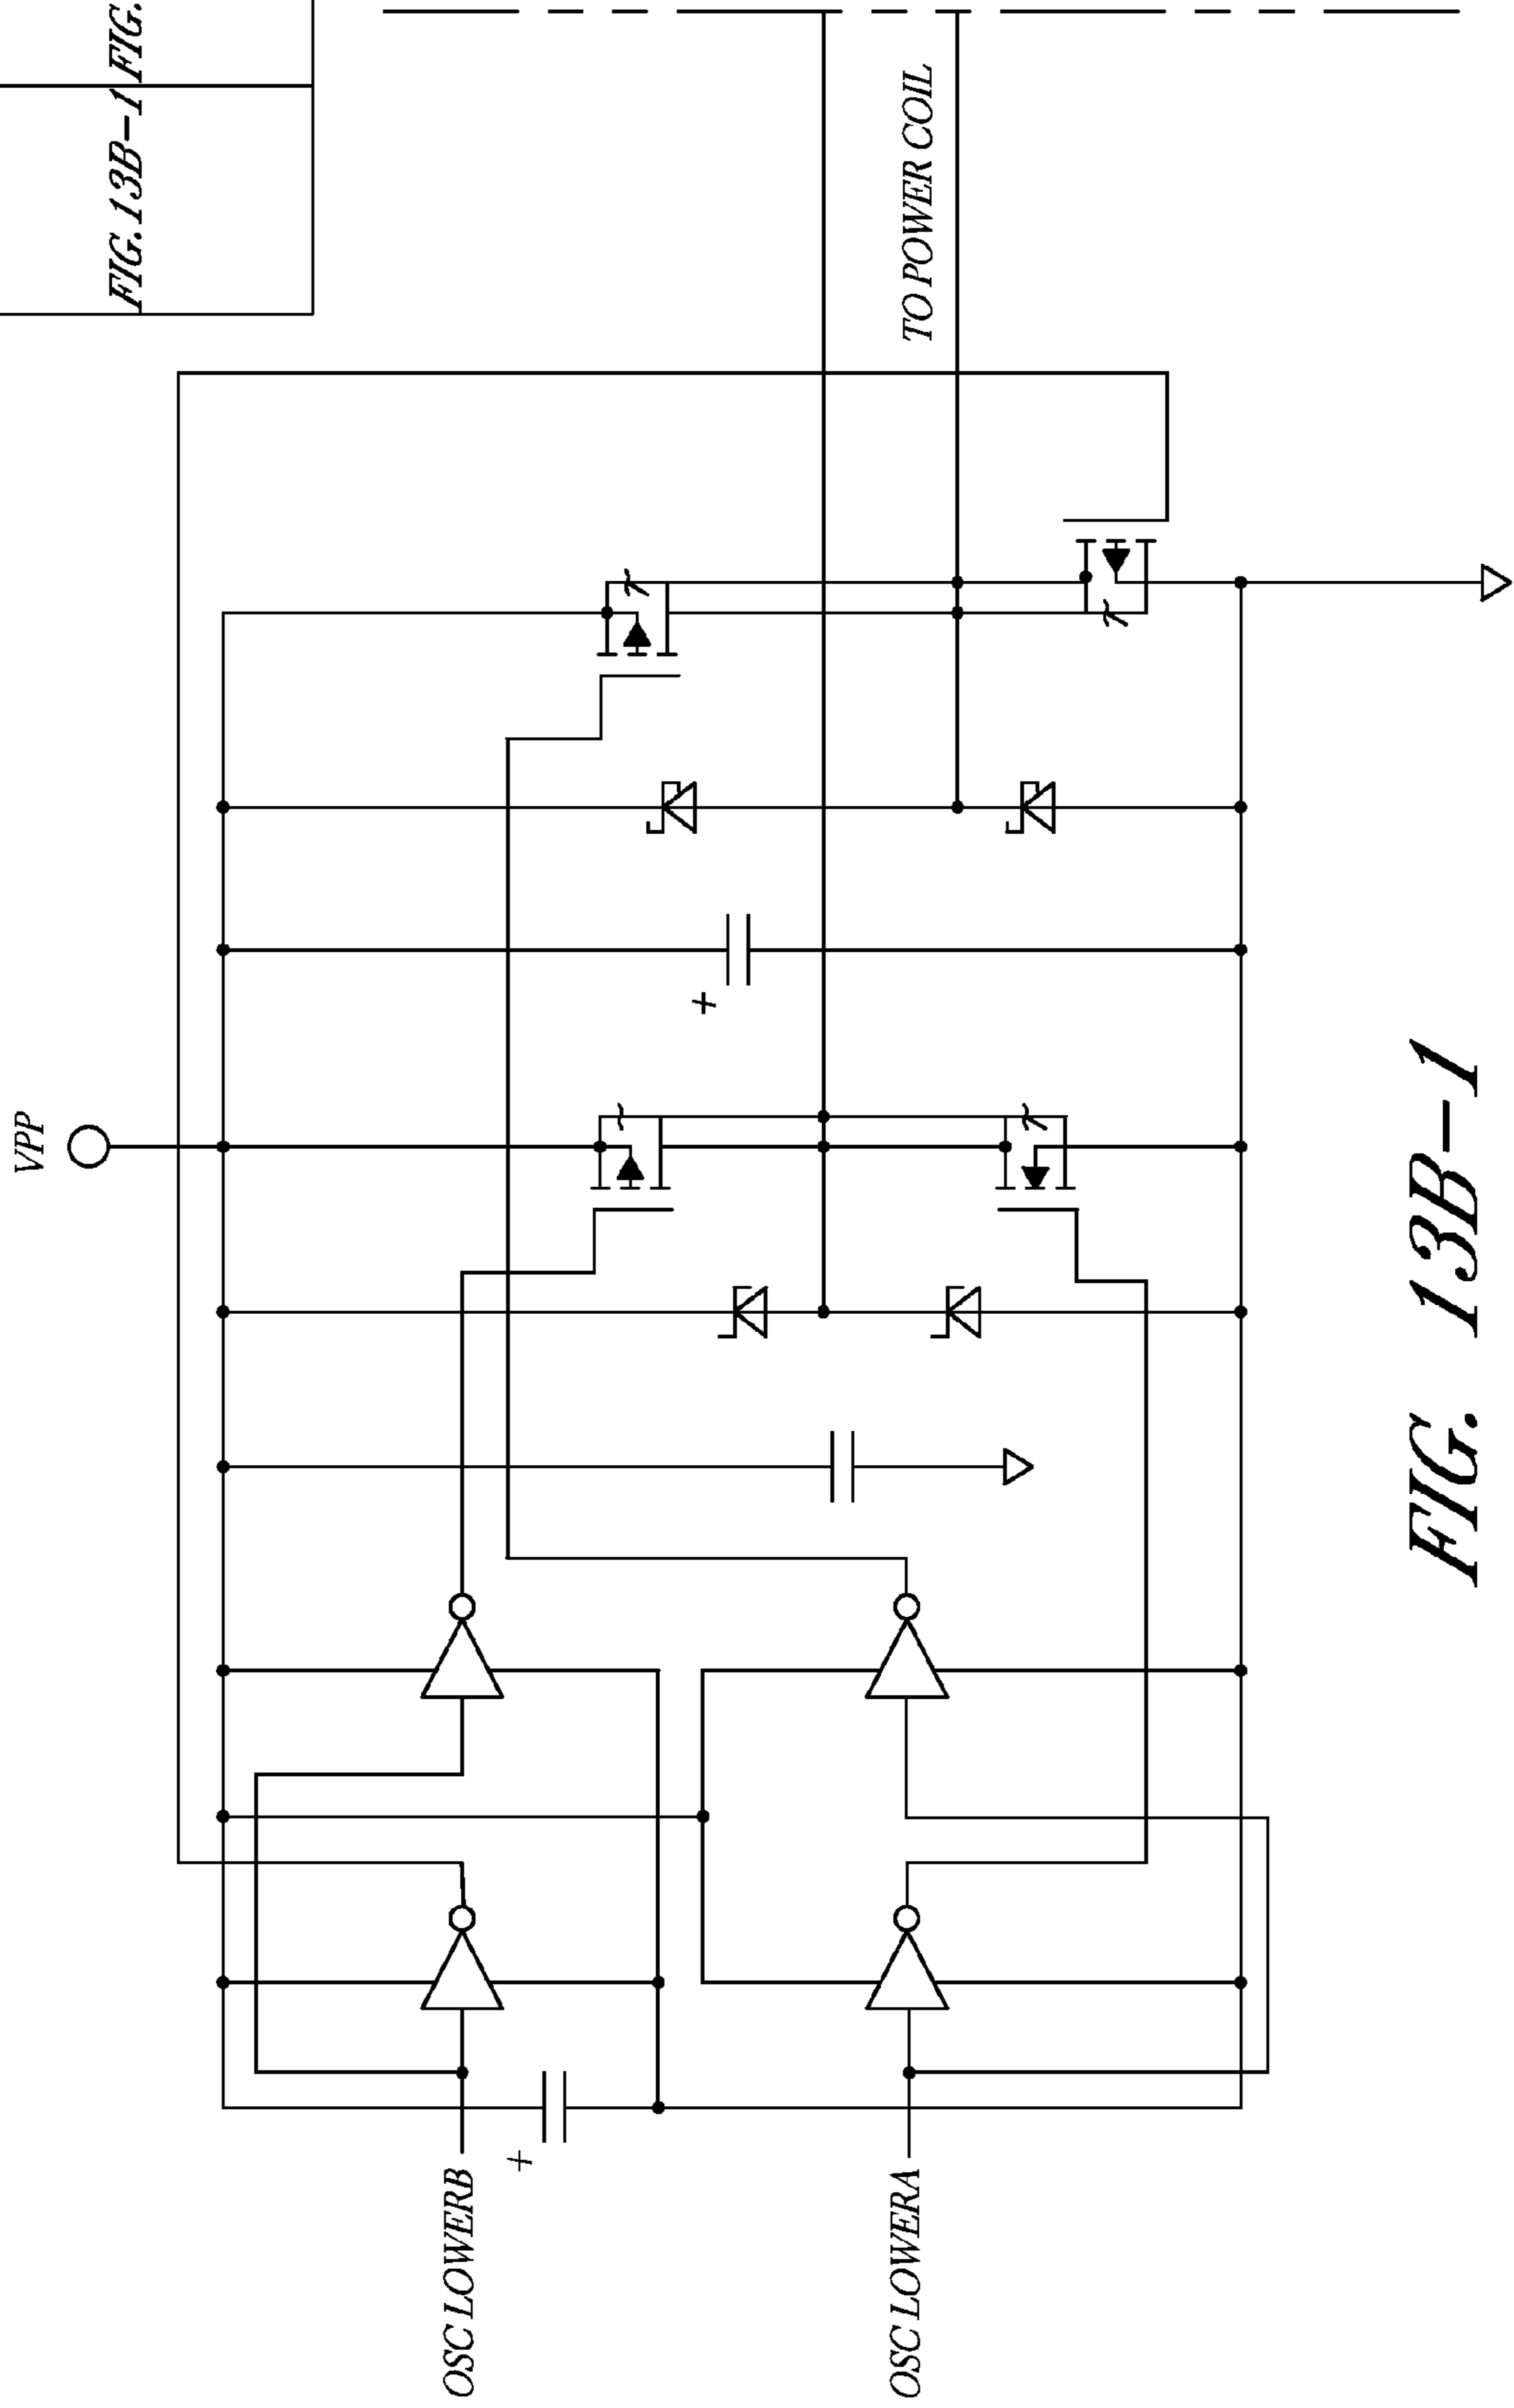 FIG. 13B-1 FIG.
VPP
TO POWER COIL
+
+
OSC LOWERB
OSC LOWERA
FIG. 13B-1